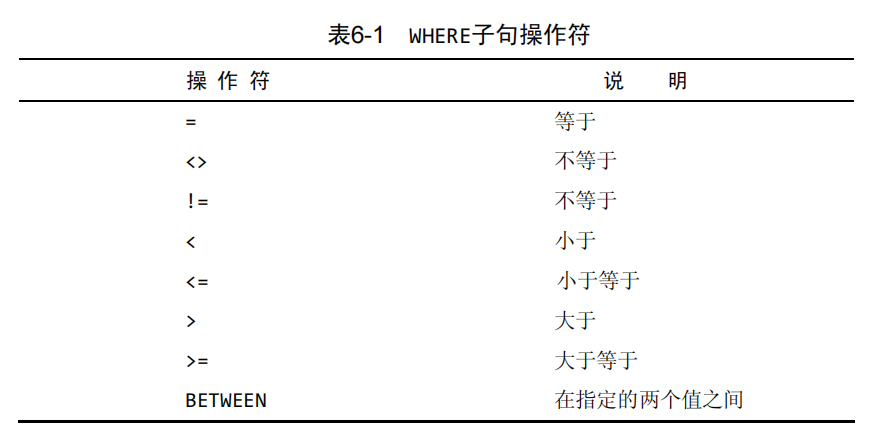 表6-1 WHERE子句操作符
操 作 符 说 明
= 等于
<> 不等于
!= 不等于
< 小于
<= 小于等于
> 大于
>= 大于等于
BETWEEN 在指定的两个值之间